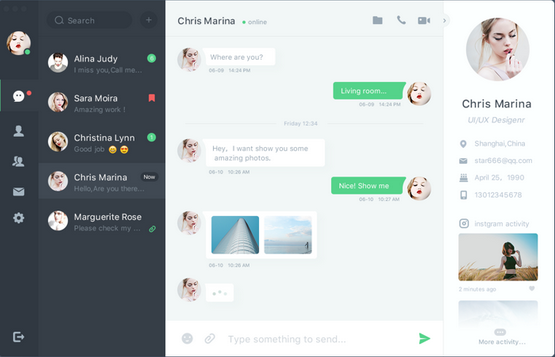 Search
Alina Judy
I miss you,Call me...
Sara Moira
Amazing work !
Christina Lynn
1
Good job
Chris Marina
Now
Hello,Are you there...
Marguerite Rose
Please check my ...
Chris Marina
online
Where are you?
06-09 14:24 PM
Living room...
06-09 14:24 PM
Friday 12:34
Hey, I want show you some
amazing photos.
06-10 10:26 AM
Nice! Show me
06-10 10:27 AM
06-10 10:26 AM
Type something to send...
Chris Marina
UI/UX Desigenr
Shanghai,China
star666@qq.com
April 25, 1990
13012345678
Instgram activity
2 minutes ago
More activity...